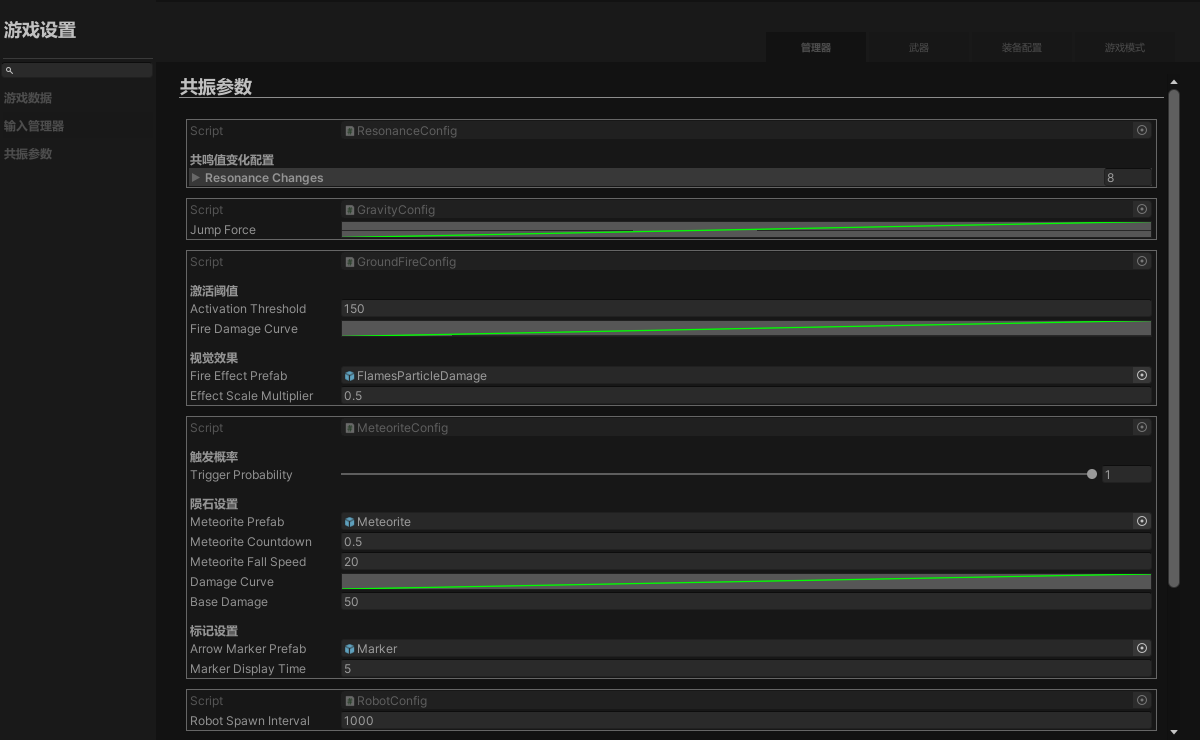 游戏设置
管理器 武器 装备配置 游戏模式
游戏数据
输入管理器
共振参数
共振参数
Script ResonanceConfig
共鸣值变化配置
Resonance Changes 8
Script GravityConfig
Jump Force
Script GroundFireConfig
激活阈值
Activation Threshold 150
Fire Damage Curve
视觉效果
Fire Effect Prefab FlamesParticleDamage
Effect Scale Multiplier 0.5
Script MeteoriteConfig
触发概率
Trigger Probability 1
陨石设置
Meteorite Prefab Meteorite
Meteorite Countdown 0.5
Meteorite Fall Speed 20
Damage Curve
Base Damage 50
标记设置
Arrow Marker Prefab Marker
Marker Display Time 5
Script RobotConfig
Robot Spawn Interval 1000